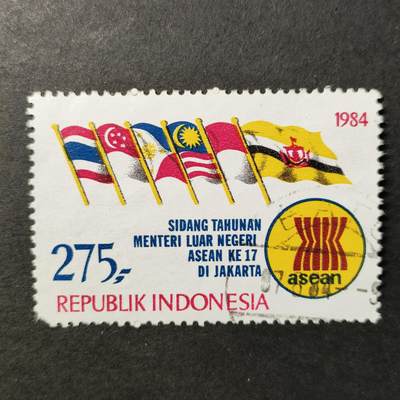 1984
SIDANG TAHUNAN
MENTERI LUAR NEGERI
ASEAN KE 17
DI JAKARTA
275,-
asean
REPUBLIK INDONESIA